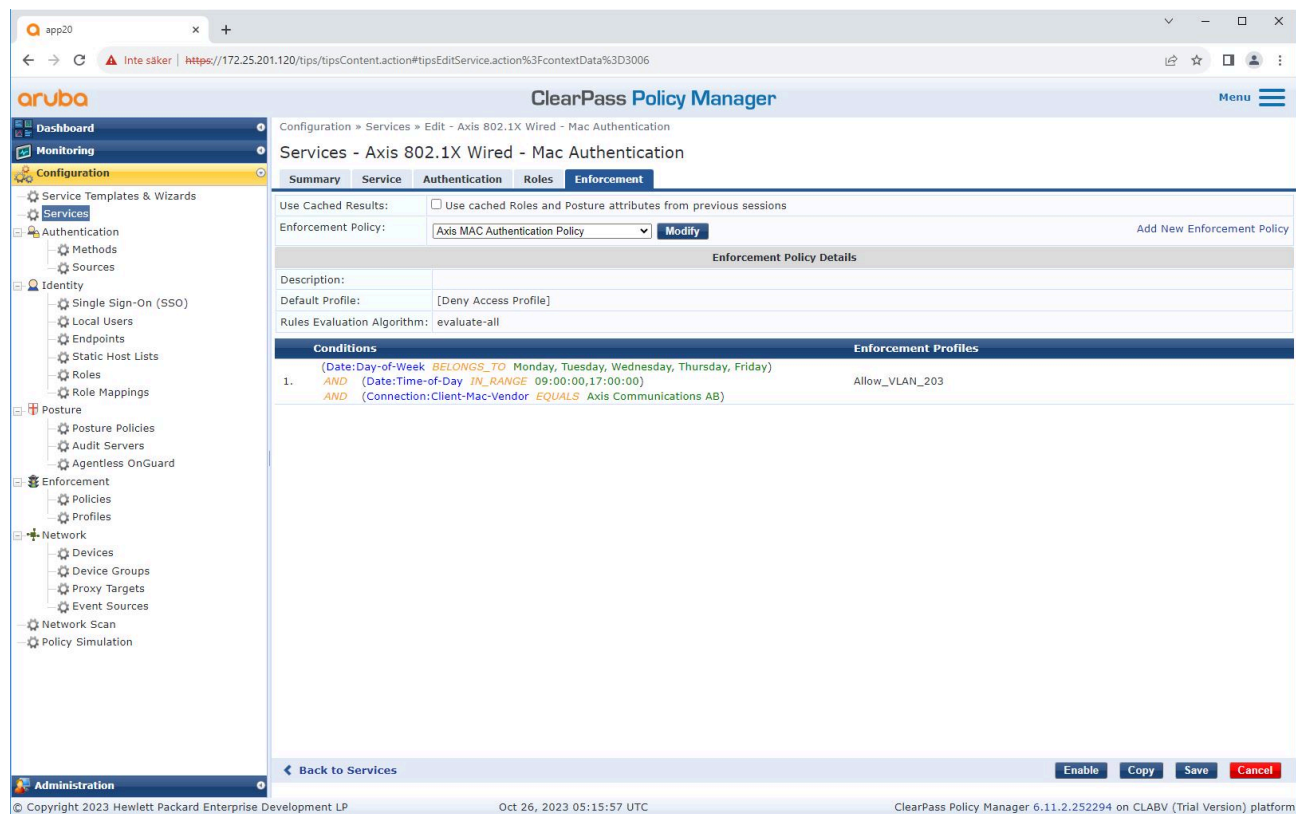 app20
Inte säker | https://172.25.201.120/tips/tipsContent.action#tipsEditService.action%3FcontextData%3D3006
aruba
ClearPass Policy Manager
Menu
Dashboard
Monitoring
Configuration
Service Templates & Wizards
Services
Authentication
Methods
Sources
Identity
Single Sign-On (SSO)
Local Users
Endpoints
Static Host Lists
Roles
Role Mappings
Posture
Posture Policies
Audit Servers
Agentless OnGuard
Enforcement
Policies
Profiles
Network
Devices
Device Groups
Proxy Targets
Event Sources
Network Scan
Policy Simulation
Administration
Configuration » Services » Edit - Axis 802.1X Wired - Mac Authentication
Services - Axis 802.1X Wired - Mac Authentication
Summary Service Authentication Roles Enforcement
Use Cached Results: Use cached Roles and Posture attributes from previous sessions
Enforcement Policy: Axis MAC Authentication Policy Modify Add New Enforcement Policy
Enforcement Policy Details
Description:
Default Profile: [Deny Access Profile]
Rules Evaluation Algorithm: evaluate-all
Conditions Enforcement Profiles
(Date:Day-of-Week BELONGS_TO Monday, Tuesday, Wednesday, Thursday, Friday)
1. AND (Date:Time-of-Day IN_RANGE 09:00:00,17:00:00) Allow_VLAN_203
AND (Connection:Client-Mac-Vendor EQUALS Axis Communications AB)
Back to Services Enable Copy Save Cancel
© Copyright 2023 Hewlett Packard Enterprise Development LP Oct 26, 2023 05:15:57 UTC ClearPass Policy Manager 6.11.2.252294 on CLABV (Trial Version) platform